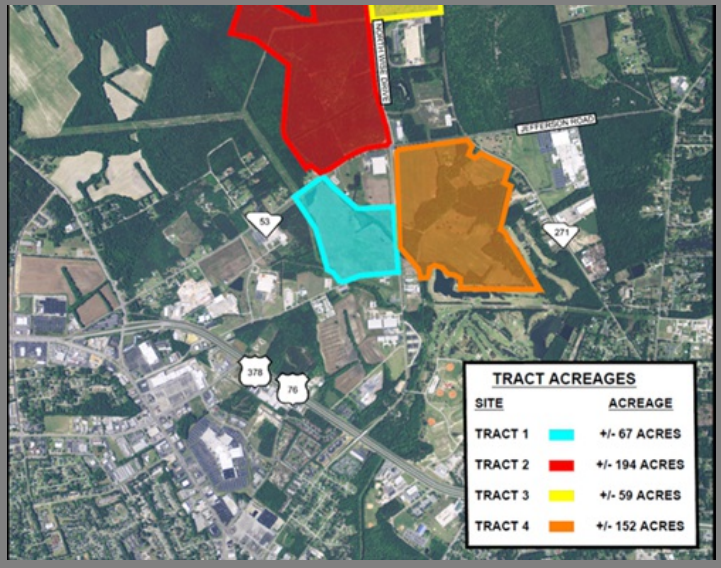 NORTH WISE DRIVE
JEFFERSON ROAD
53
271
378
76
TRACT ACREAGES
SITE ACREAGE
TRACT 1 +/- 67 ACRES
TRACT 2 +/- 194 ACRES
TRACT 3 +/- 59 ACRES
TRACT 4 +/- 152 ACRES